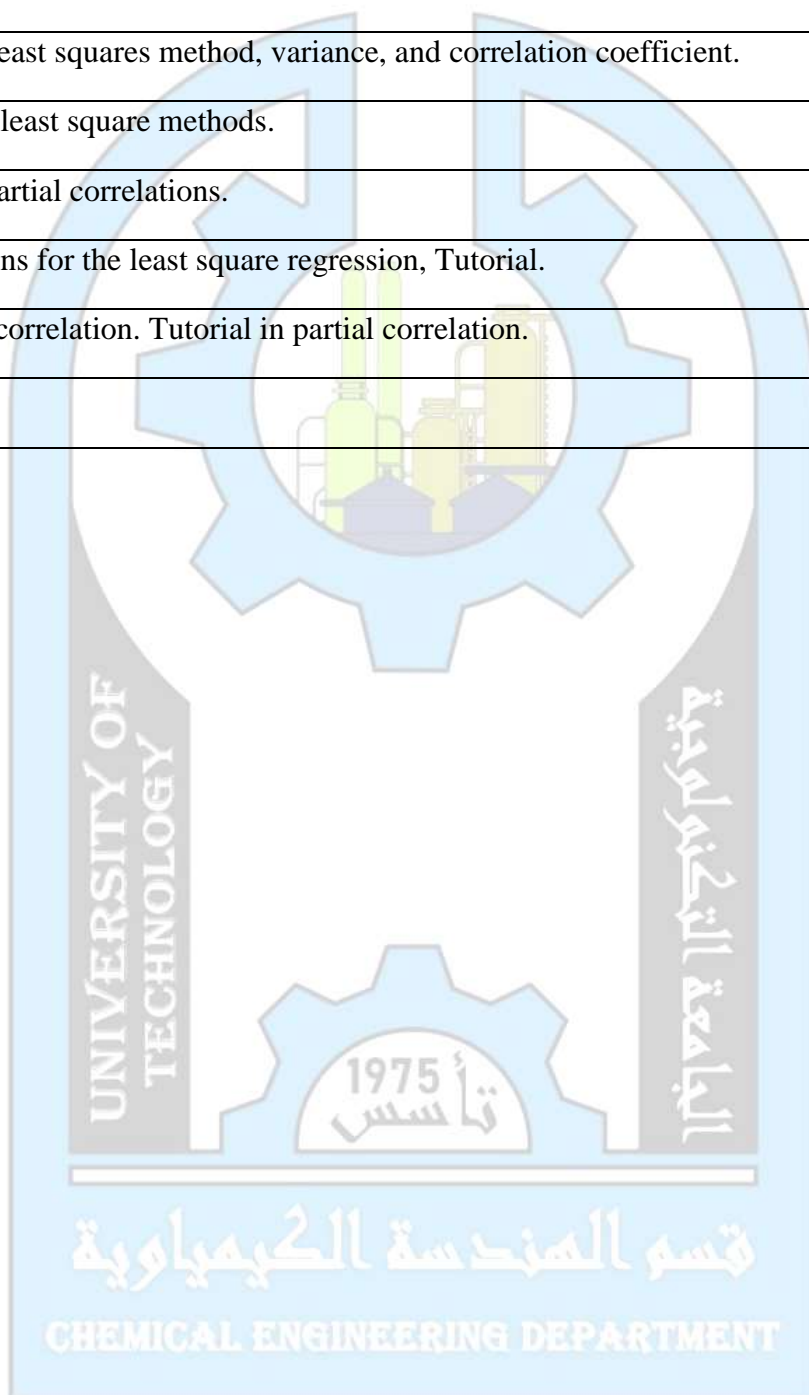 east squares method, variance, and correlation coefficient.
least square methods.
artial correlations.
ns for the least square regression, Tutorial.
correlation. Tutorial in partial correlation.
UNIVERSITY OF
TECHNOLOGY
الجامعة التكنولوجية
1975
تأسس
قسم الهندسة الكيمياوية
CHEMICAL ENGINEERING DEPARTMENT